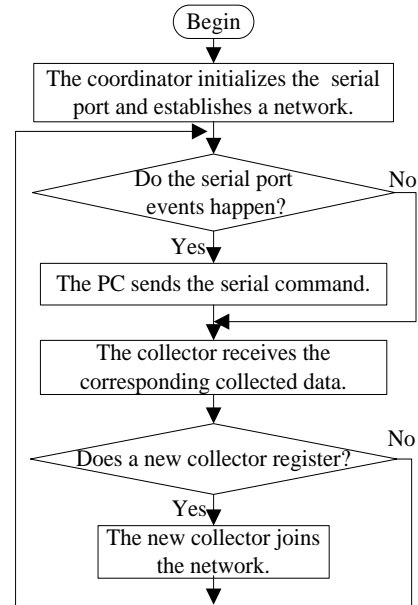 Begin
The coordinator initializes the serial
port and establishes a network.
Do the serial port
events happen?
No
Yes
The PC sends the serial command.
The collector receives the
corresponding collected data.
Does a new collector register?
No
Yes
The new collector joins
the network.